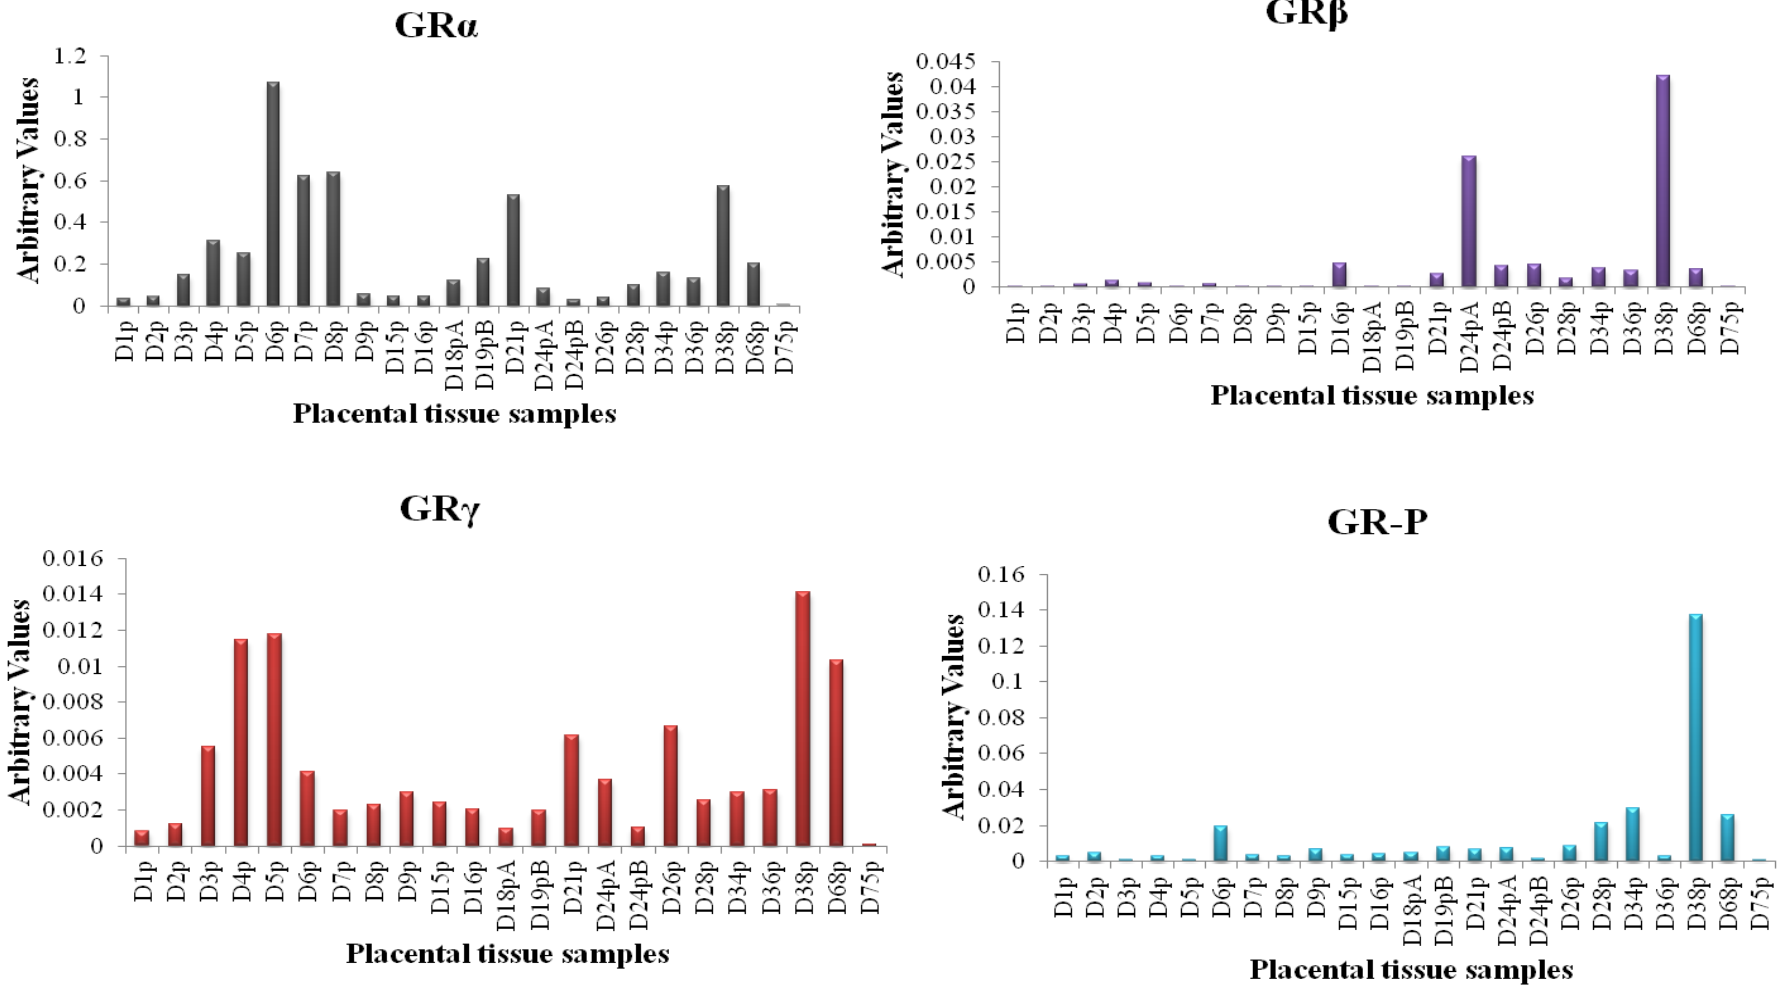 GRα
1.2
1
0.8
0.6
0.4
0.2
0
Arbitrary Values
D1p D2p D3p D4p D5p D6p D7p D8p D9p D15p D16p D18pA D19pB D21p D24pA D24pB D26p D28p D34p D36p D38p D68p D75p
Placental tissue samples
GRβ
0.045
0.04
0.035
0.03
0.025
0.02
0.015
0.01
0.005
0
Arbitrary Values
D1p D2p D3p D4p D5p D6p D7p D8p D9p D15p D16p D18pA D19pB D21p D24pA D24pB D26p D28p D34p D36p D38p D68p D75p
Placental tissue samples
GRγ
0.016
0.014
0.012
0.01
0.008
0.006
0.004
0.002
0
Arbitrary Values
D1p D2p D3p D4p D5p D6p D7p D8p D9p D15p D16p D18pA D19pB D21p D24pA D24pB D26p D28p D34p D36p D38p D68p D75p
Placental tissue samples
GR-P
0.16
0.14
0.12
0.1
0.08
0.06
0.04
0.02
0
Arbitrary Values
D1p D2p D3p D4p D5p D6p D7p D8p D9p D15p D16p D18pA D19pB D21p D24pA D24pB D26p D28p D34p D36p D38p D68p D75p
Placental tissue samples